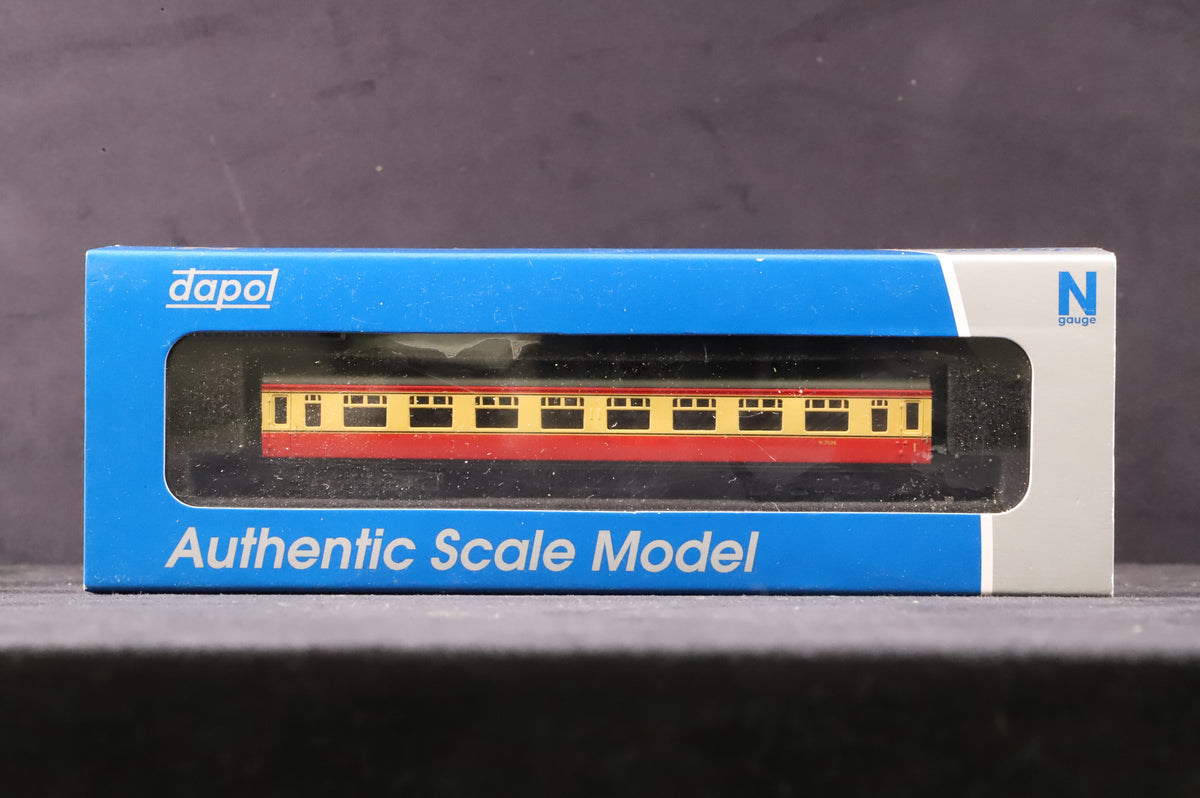 dapol
N
gauge
Authentic Scale Model